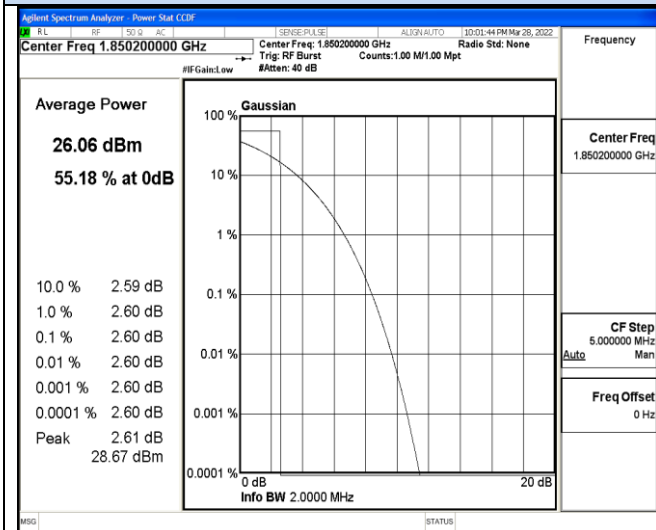 Agilent Spectrum Analyzer - Power Stat CCDF
RL RF 50 Ω AC SENSE:PULSE ALIGN AUTO 10:01:44 PM Mar 28, 2022
Center Freq 1.850200000 GHz
Center Freq: 1.850200000 GHz Radio Std: None
Trig: RF Burst Counts:1.00 M/1.00 Mpt
#IFGain:Low #Atten: 40 dB
Frequency
Average Power
26.06 dBm
55.18 % at 0dB
10.0 % 2.59 dB
1.0 % 2.60 dB
0.1 % 2.60 dB
0.01 % 2.60 dB
0.001 % 2.60 dB
0.0001 % 2.60 dB
Peak 2.61 dB
28.67 dBm
Gaussian
100 %
10 %
1 %
0.1 %
0.01 %
0.001 %
0.0001 %
0 dB 20 dB
Info BW 2.0000 MHz
Center Freq
1.850200000 GHz
CF Step
5.000000 MHz
Auto Man
Freq Offset
0 Hz
MSG STATUS